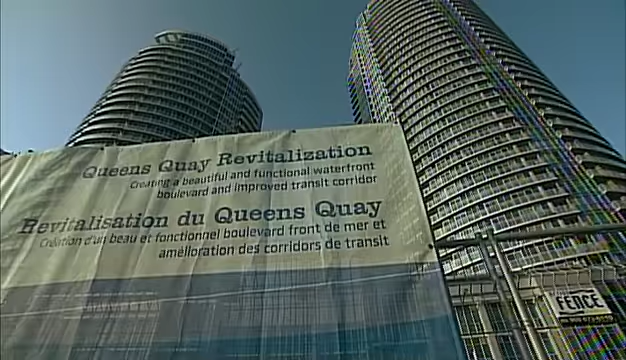 Queens Quay Revitalization
Creating a beautiful and functional waterfront
boulevard and improved transit corridor
Revitalisation du Queens Quay
Création d'un beau et fonctionnel boulevard front de mer et
amélioration des corridors de transit
FENCE